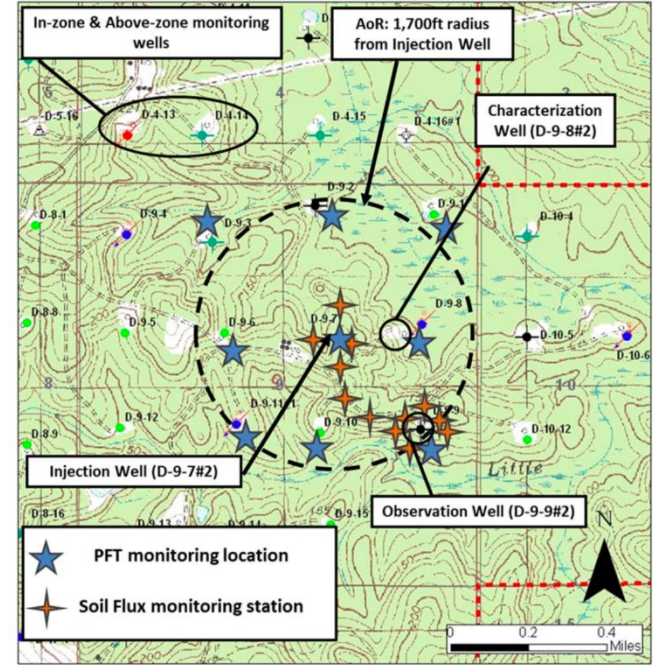 In-zone & Above-zone monitoring
wells
AoR: 1,700ft radius
from Injection Well
Characterization
Well (D-9-8#2)
5
4
D-5-16
D-4-13
D-4-14
D-4-15
D-4-16#1
D-9-2
D-8-1
D-9-4
D-9-3
D-9-1
D-10-4
D-8-8
D-9-5
D-9-6
D-9-7
D-9-8
D-10-5
D-10-6
8
10
D-8-9
D-9-12
D-9-10
D-10-12
Little
Injection Well (D-9-7#2)
Observation Well (D-9-9#2)
D-8-16
D-9-13
D-9-15
N
PFT monitoring location
Soil Flux monitoring station
0 0.2 0.4
Miles